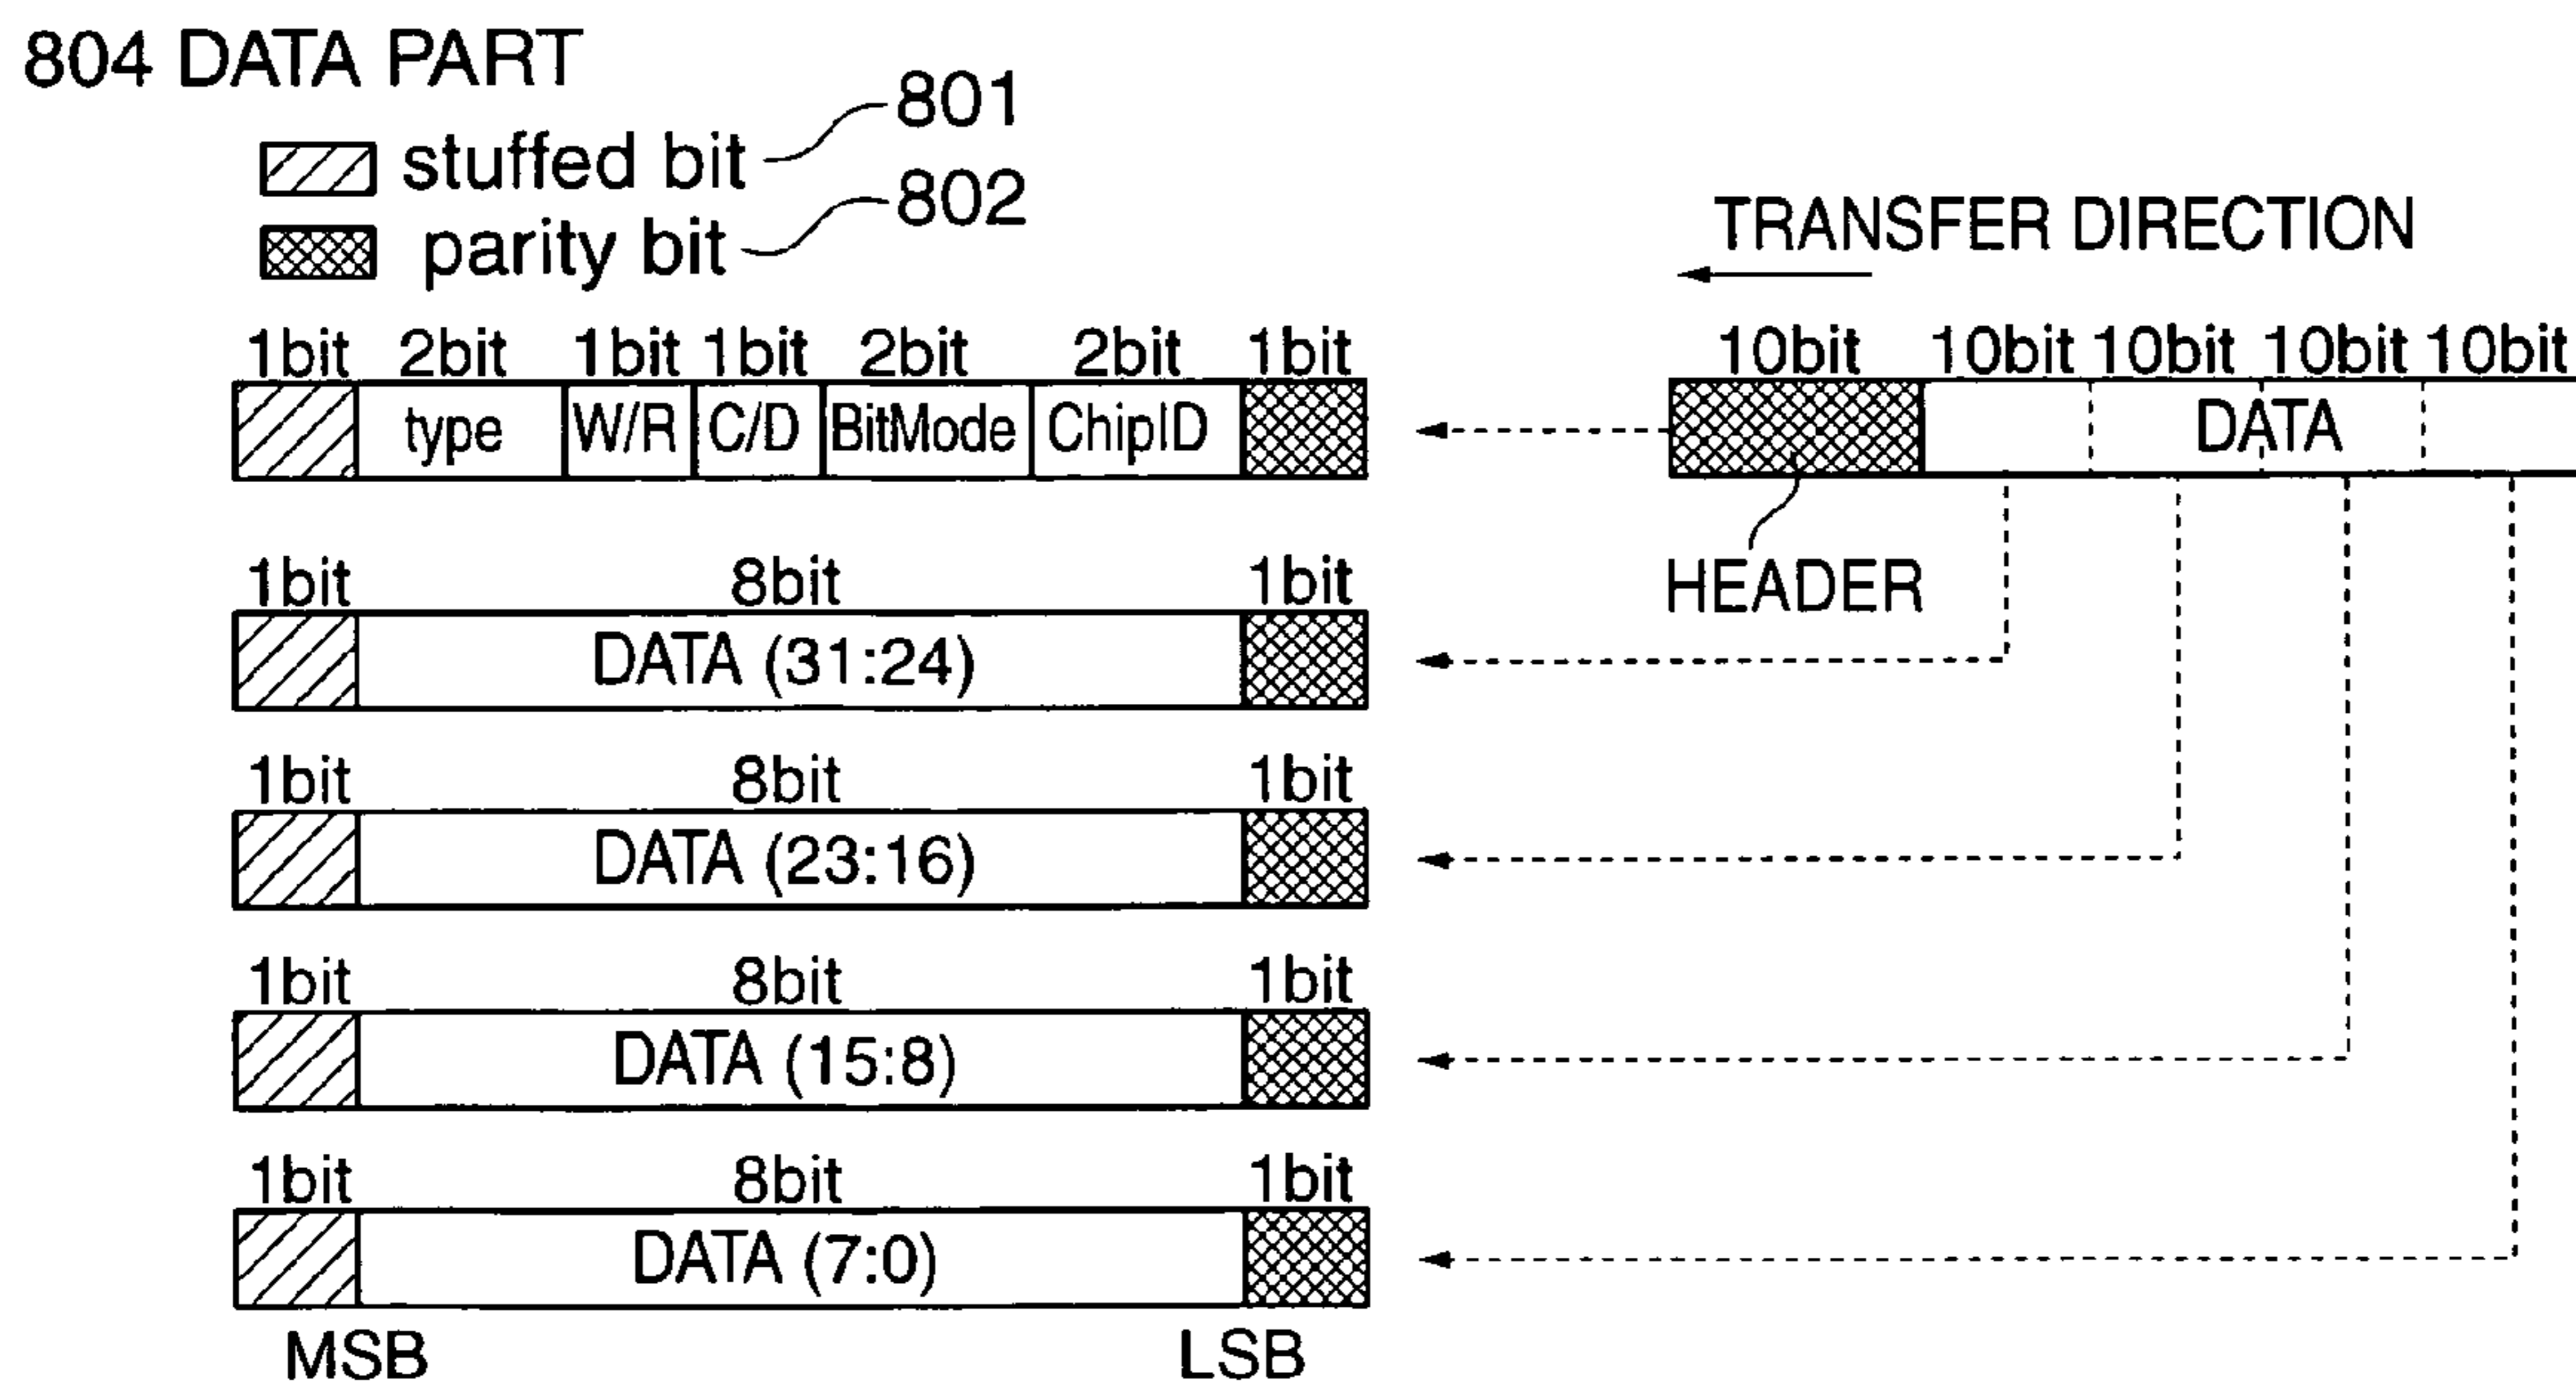 804 DATA PART
stuffed bit 801
parity bit 802
TRANSFER DIRECTION
1bit 2bit 1bit 1bit 2bit 2bit 1bit
type W/R C/D BitMode ChipID
10bit 10bit 10bit 10bit 10bit
DATA
HEADER
1bit 8bit 1bit
DATA (31:24)
1bit 8bit 1bit
DATA (23:16)
1bit 8bit 1bit
DATA (15:8)
1bit 8bit 1bit
DATA (7:0)
MSB LSB